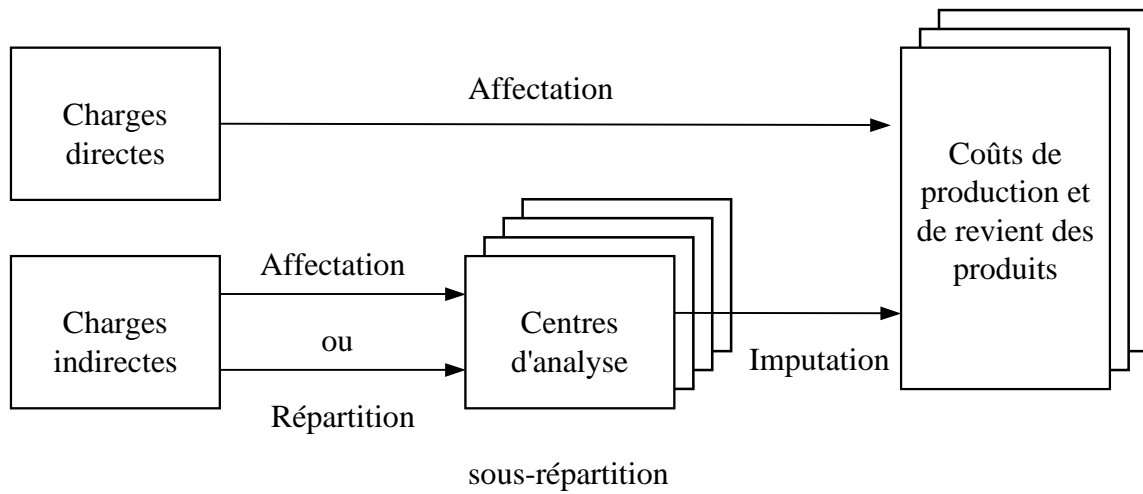 Charges
directes
Affectation
Coûts de
production et
de revient des
produits
Charges
indirectes
Affectation
ou
Répartition
Centres
d'analyse
Imputation
sous-répartition